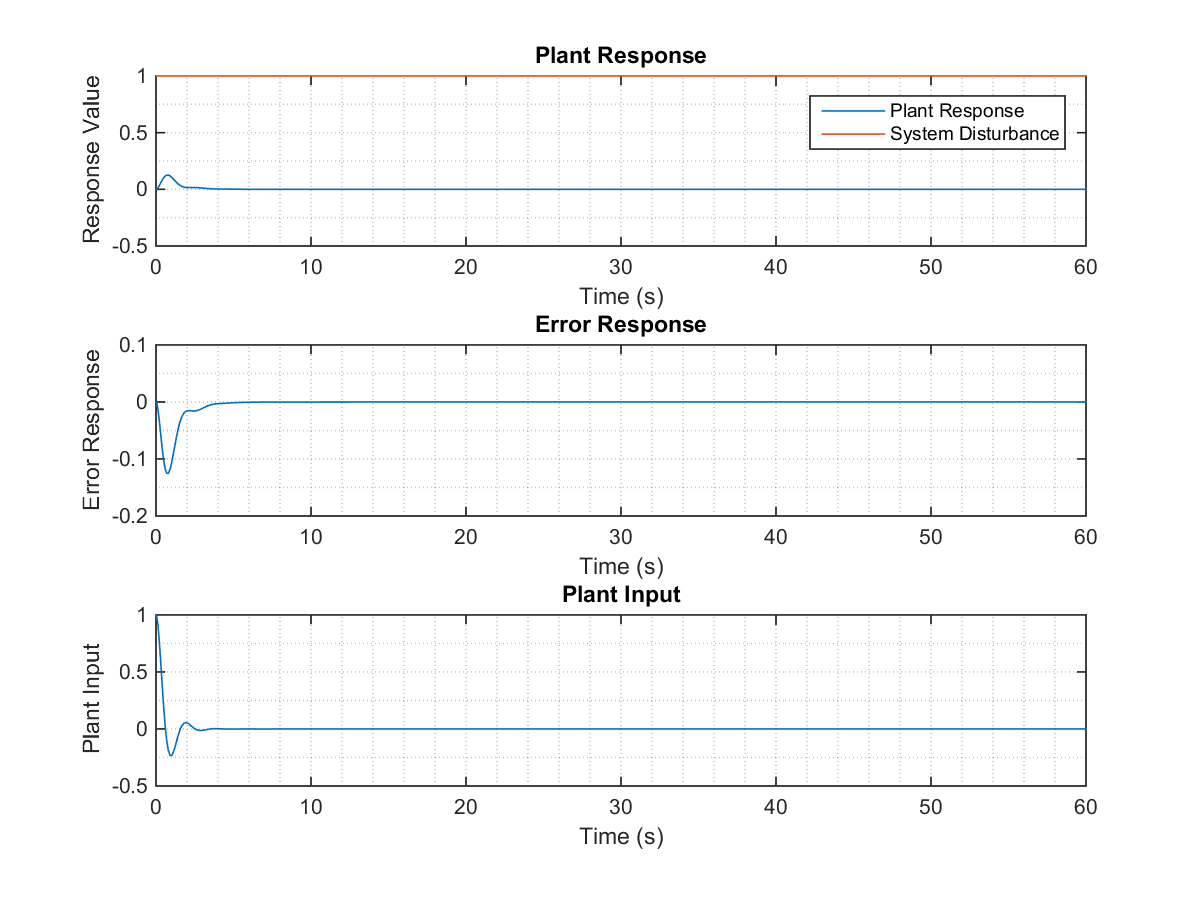 Plant Response
Response Value
1
0.5
0
-0.5
Plant Response
System Disturbance
0 10 20 30 40 50 60
Time (s)
Error Response
Error Response
0.1
0
-0.1
-0.2
0 10 20 30 40 50 60
Time (s)
Plant Input
Plant Input
1
0.5
0
-0.5
0 10 20 30 40 50 60
Time (s)